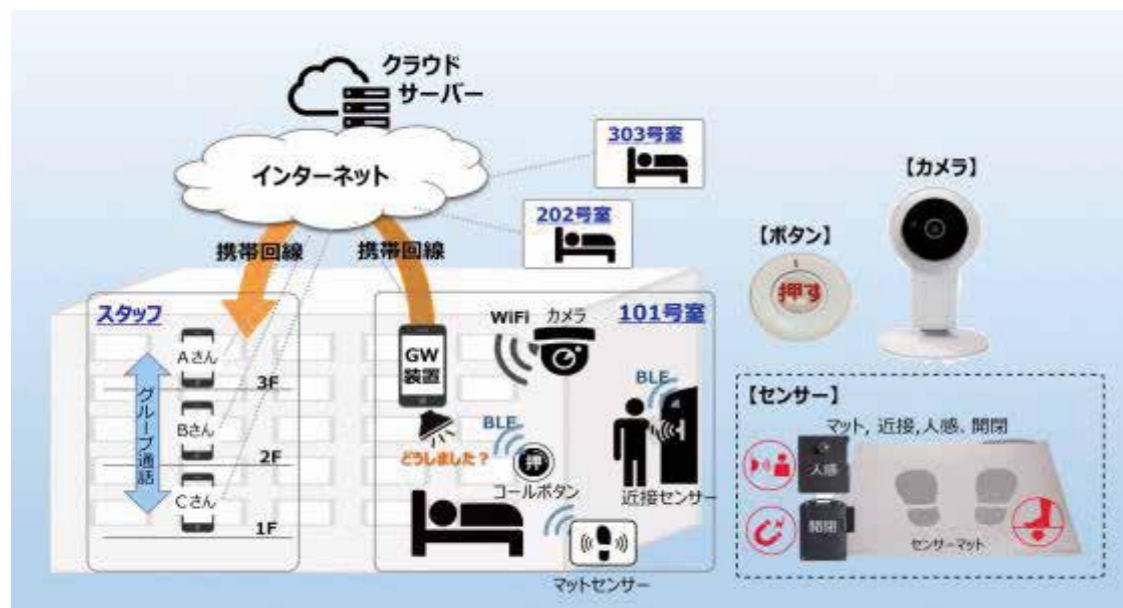 クラウド
サーバー
インターネット
303号室
202号室
携帯回線
携帯回線
スタッフ
Aさん
3F
Bさん
2F
Cさん
1F
グループ通話
101号室
WiFi
カメラ
GW
装置
BLE
BLE
どうしました？
押
コールボタン
近接センサー
マットセンサー
【カメラ】
【ボタン】
押す
【センサー】
マット, 近接,人感、開閉
人感
開閉
センサーマット